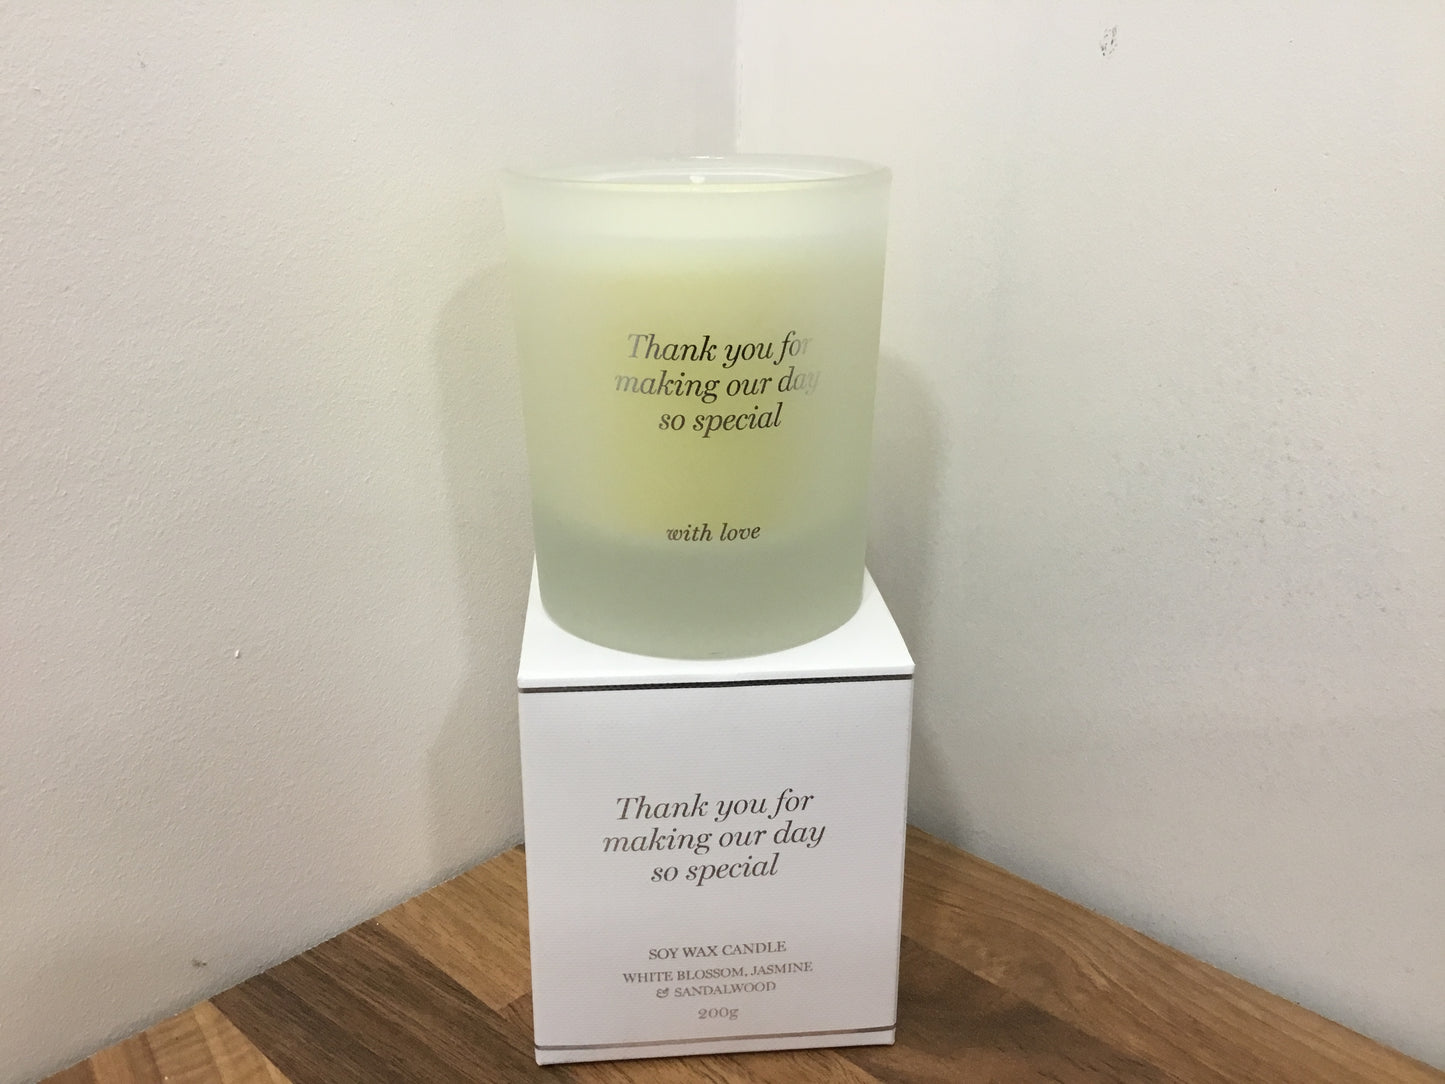 Thank you for
making our day
so special
with love
Thank you for
making our day
so special
SOY WAX CANDLE
WHITE BLOSSOM, JASMINE
& SANDALWOOD
200g